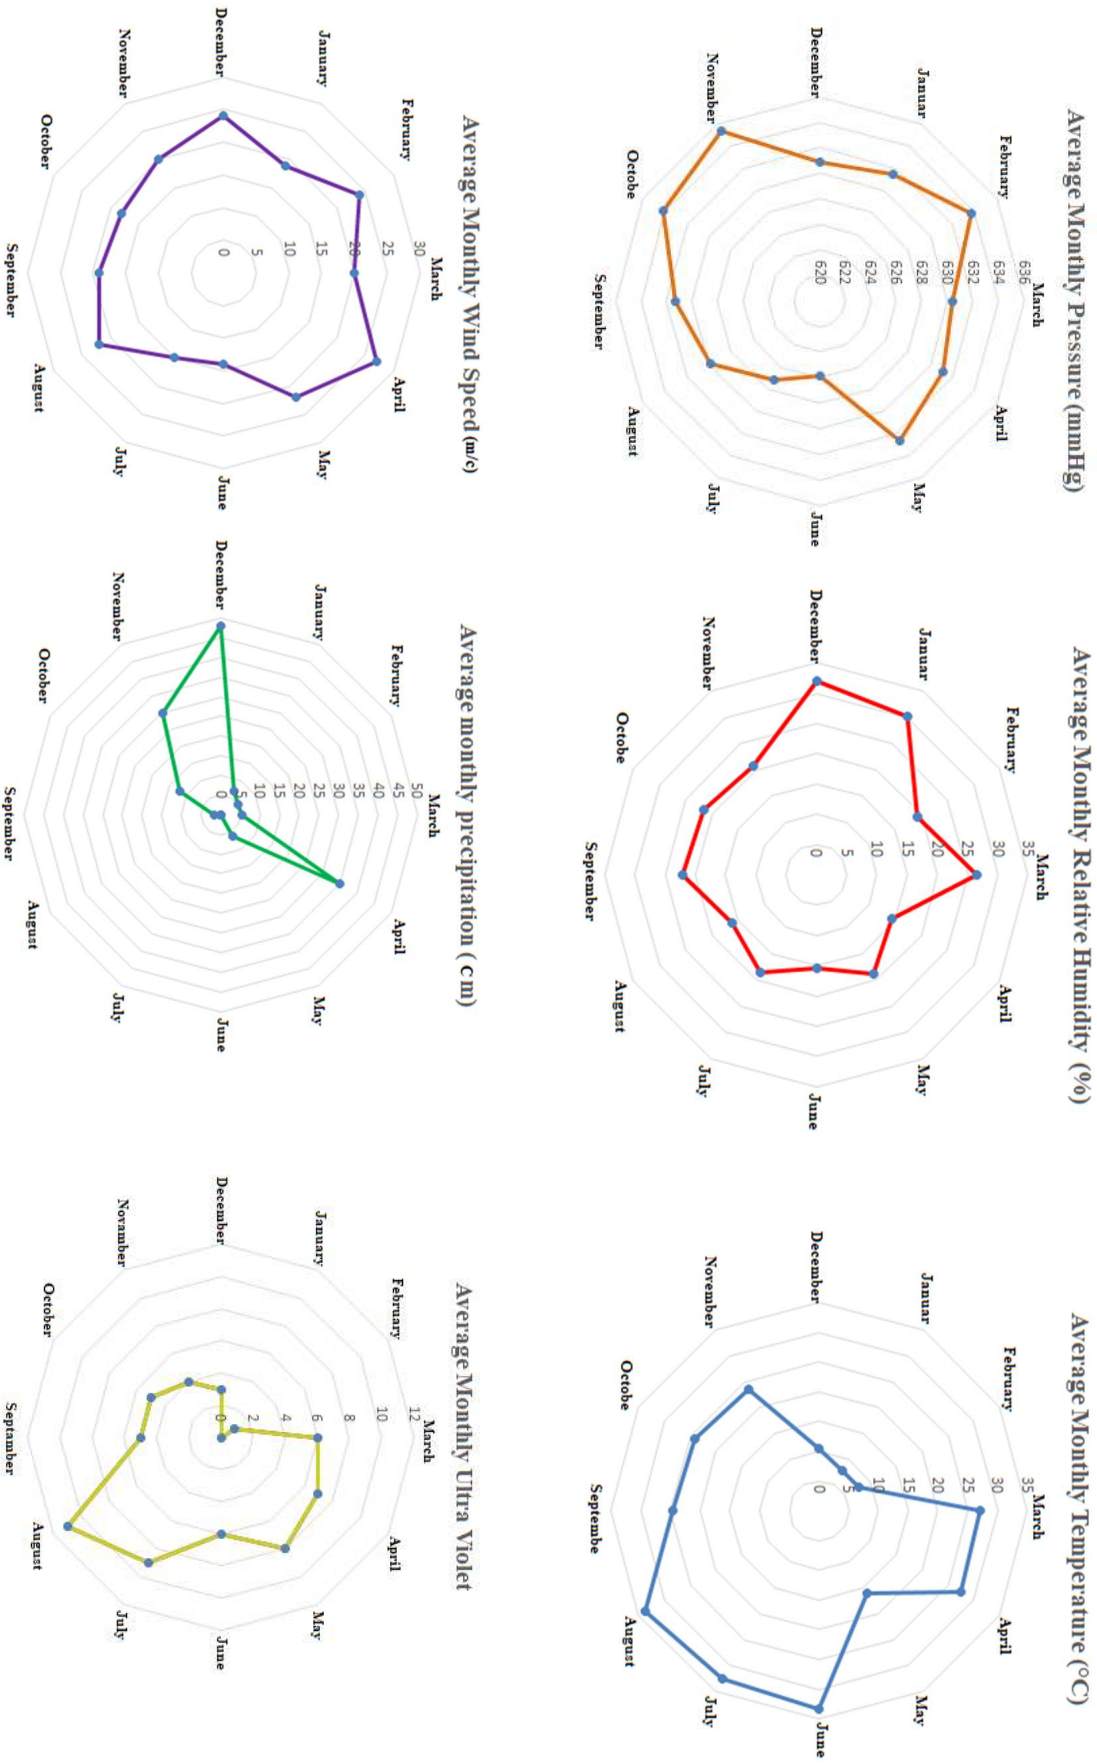 Average Monthly Pressure (mmHg)
March
April
May
June
July
August
September
Octobe
November
December
Januar
February
636
634
632
630
628
626
624
622
620
Average Monthly Relative Humidity (%)
March
April
May
June
July
August
September
Octobe
November
December
Januar
February
35
30
25
20
15
10
5
0
Average Monthly Temperature (°C)
March
April
May
June
July
August
Septembe
Octobe
November
December
Januar
February
35
30
25
20
15
10
5
0
Average Monthly Wind Speed (m/c)
March
April
May
June
July
August
September
October
November
December
January
February
30
25
20
15
10
5
0
Average monthly precipitation ( cm)
March
April
May
June
July
August
September
October
November
December
January
February
50
45
40
35
30
25
20
15
10
5
0
Average Monthly Ultra Violet
March
April
May
June
July
August
Septamber
October
Novamber
December
January
February
12
10
8
6
4
2
0